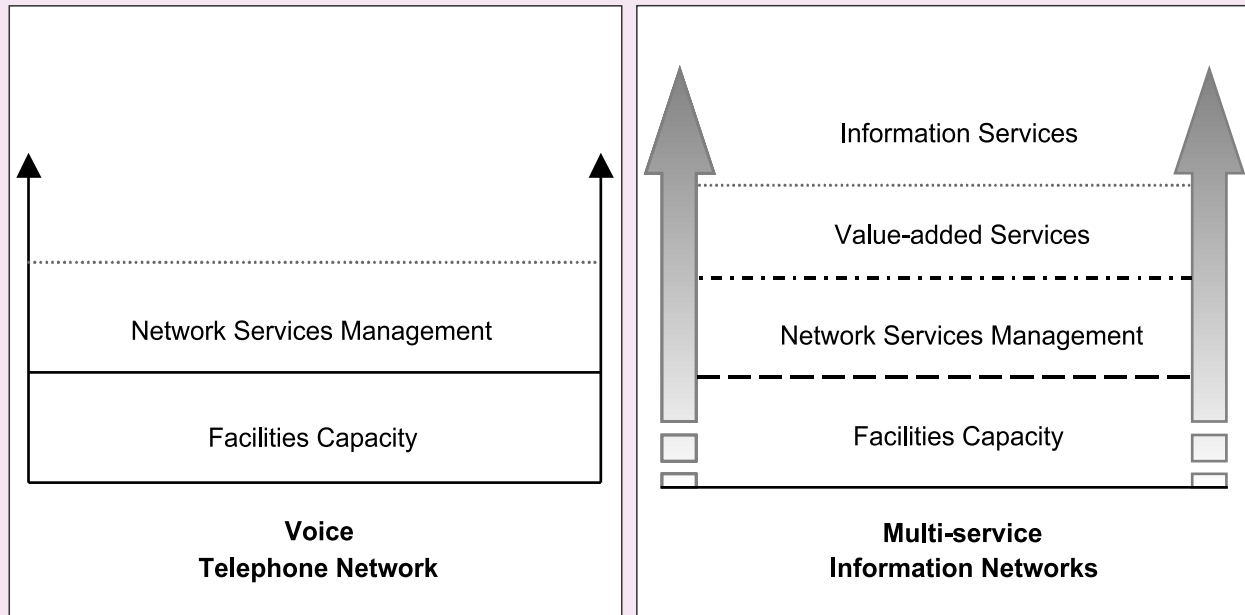 Network Services Management
Facilities Capacity
Voice
Telephone Network
Information Services
Value-added Services
Network Services Management
Facilities Capacity
Multi-service
Information Networks